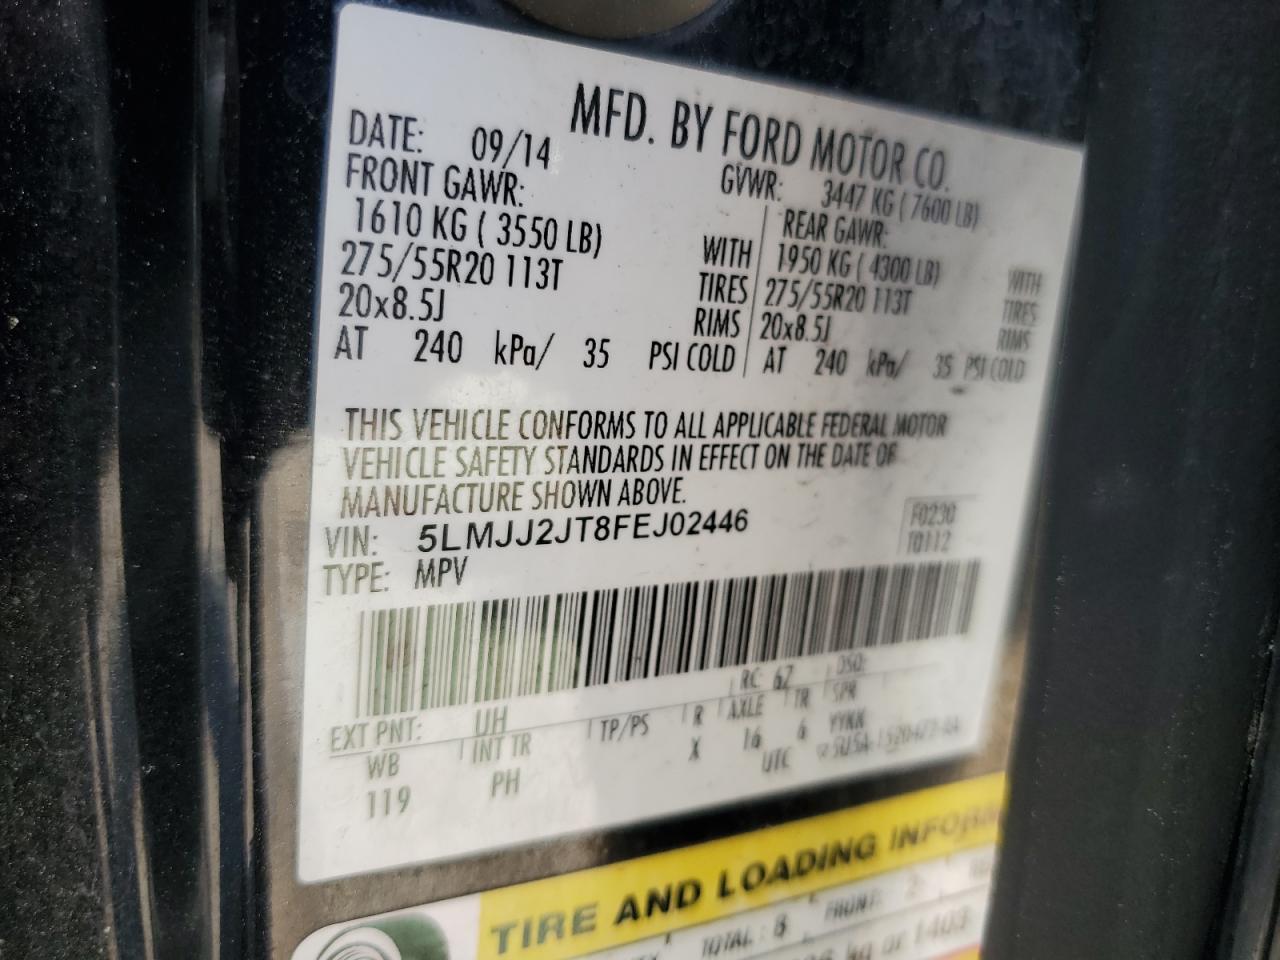 MFD. BY FORD MOTOR CO.
DATE: 09/14 GVWR: 3447 KG ( 7600 LB)
FRONT GAWR: REAR GAWR:
1610 KG ( 3550 LB) WITH 1950 KG ( 4300 LB) WITH
275/55R20 113T TIRES 275/55R20 113T TIRES
20x8.5J RIMS 20x8.5J RIMS
AT 240 kPa/ 35 PSI COLD AT 240 kPa/ 35 PSI COLD
THIS VEHICLE CONFORMS TO ALL APPLICABLE FEDERAL MOTOR
VEHICLE SAFETY STANDARDS IN EFFECT ON THE DATE OF
MANUFACTURE SHOWN ABOVE.
VIN: 5LMJJ2JT8FEJ02446 F0230
TYPE: MPV T0112
EXT PNT: UH RC: 67 DSO:
WB INT TR TP/PS R AXLE TR SPR
119 PH X 16 6 YYKK
UTC
TIRE AND LOADING
TOTAL : 8 FRONT: 2
kg or 1403